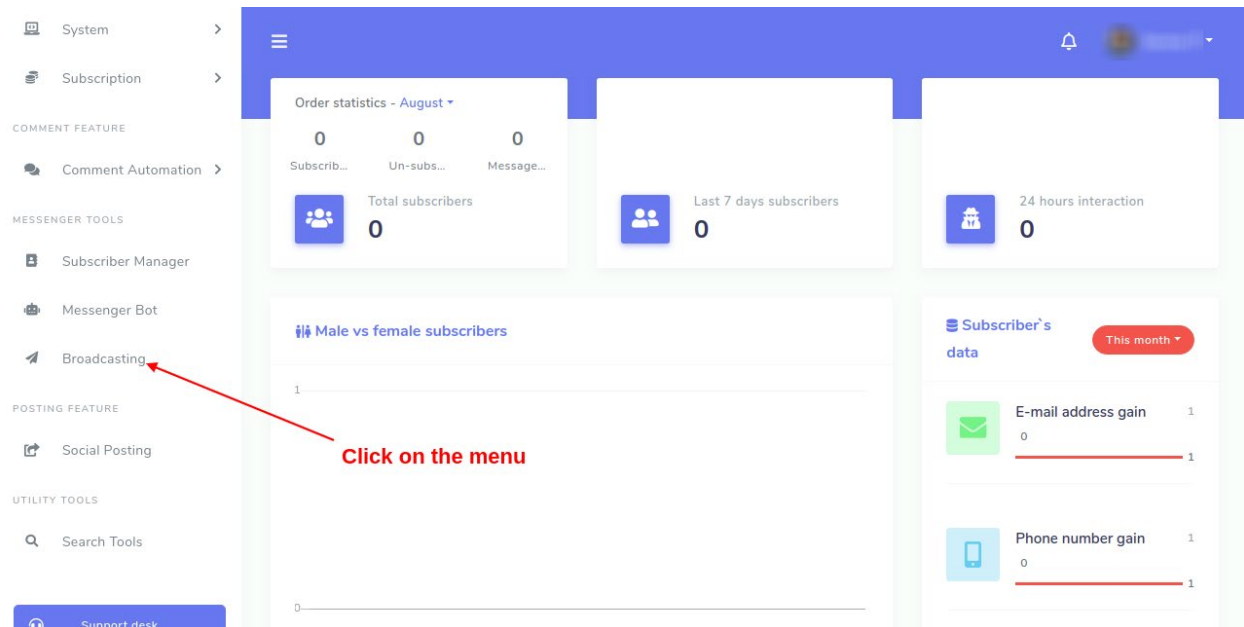 System
Subscription
COMMENT FEATURE
Comment Automation
MESSENGER TOOLS
Subscriber Manager
Messenger Bot
Broadcasting
POSTING FEATURE
Social Posting
UTILITY TOOLS
Search Tools
Support desk
Order statistics - August
0 0 0
Subscrib... Un-subs... Message...
Total subscribers
0
Last 7 days subscribers
0
24 hours interaction
0
Male vs female subscribers
1
Click on the menu
0
Subscriber`s
data
This month
E-mail address gain 1
0
1
Phone number gain 1
0
1